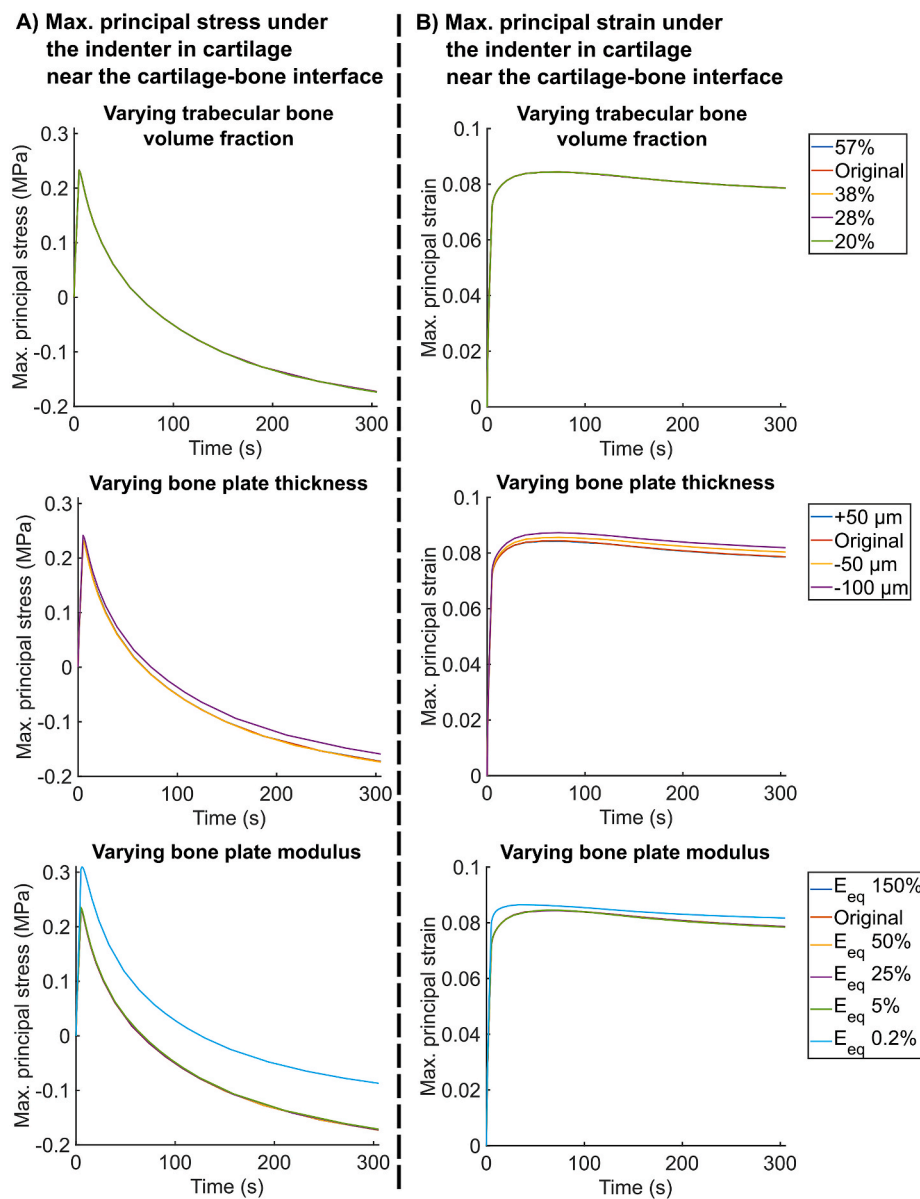 A) Max. principal stress under
the indenter in cartilage
near the cartilage-bone interface
Varying trabecular bone
volume fraction
Max. principal stress (MPa)
0.3
0.2
0.1
0
-0.1
-0.2
0
100
200
300
Time (s)
Varying bone plate thickness
Max. principal stress (MPa)
0.3
0.2
0.1
0
-0.1
-0.2
0
100
200
300
Time (s)
Varying bone plate modulus
Max. principal stress (MPa)
0.3
0.2
0.1
0
-0.1
-0.2
0
100
200
300
Time (s)
B) Max. principal strain under
the indenter in cartilage
near the cartilage-bone interface
Varying trabecular bone
volume fraction
Max. principal strain
0.1
0.08
0.06
0.04
0.02
0
0
100
200
300
Time (s)
57%
Original
38%
28%
20%
Varying bone plate thickness
Max. principal strain
0.1
0.08
0.06
0.04
0.02
0
0
100
200
300
Time (s)
+50 µm
Original
-50 µm
-100 µm
Varying bone plate modulus
Max. principal strain
0.1
0.08
0.06
0.04
0.02
0
0
100
200
300
Time (s)
Eeq 150%
Original
Eeq 50%
Eeq 25%
Eeq 5%
Eeq 0.2%